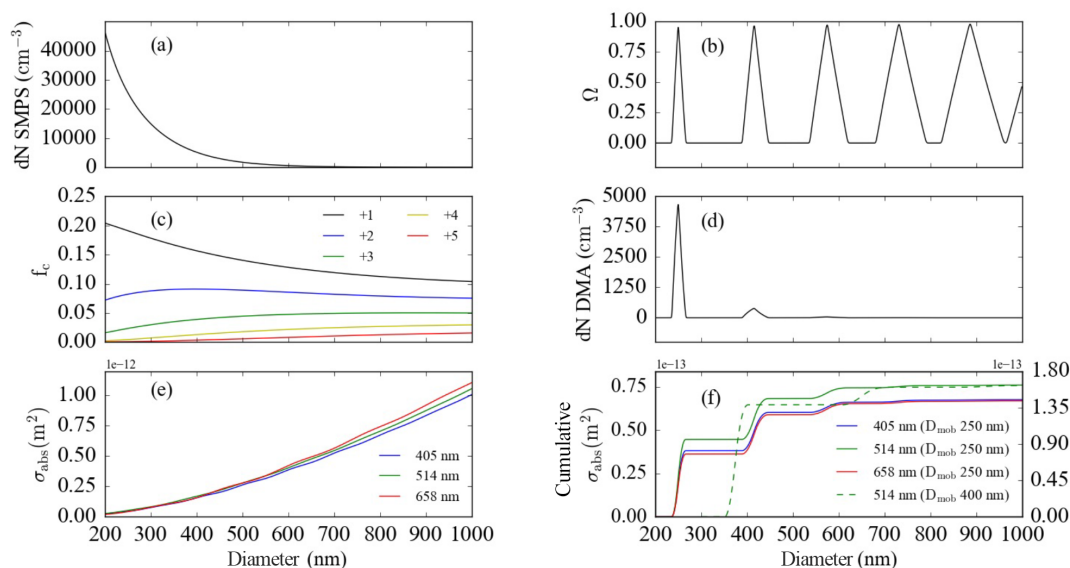 (a)
dN SMPS (cm⁻³)
40000
30000
20000
10000
0
(b)
Ω
1.00
0.75
0.50
0.25
0.00
(c)
f_c
0.25
0.20
0.15
0.10
0.05
0.00
+1
+2
+3
+4
+5
(d)
dN DMA (cm⁻³)
5000
7500
2500
0
1e−12
(e)
σ_abs (m²)
1.00
0.75
0.50
0.25
0.00
405 nm
514 nm
658 nm
200 300 400 500 600 700 800 900 1000
Diameter (nm)
1e−13
1e−13
(f)
Cumulative
σ_abs (m²)
0.75
0.50
0.25
0.00
1.80
1.35
0.90
0.45
0.00
405 nm (D_mob 250 nm)
514 nm (D_mob 250 nm)
658 nm (D_mob 250 nm)
514 nm (D_mob 400 nm)
200 300 400 500 600 700 800 900 1000
Diameter (nm)